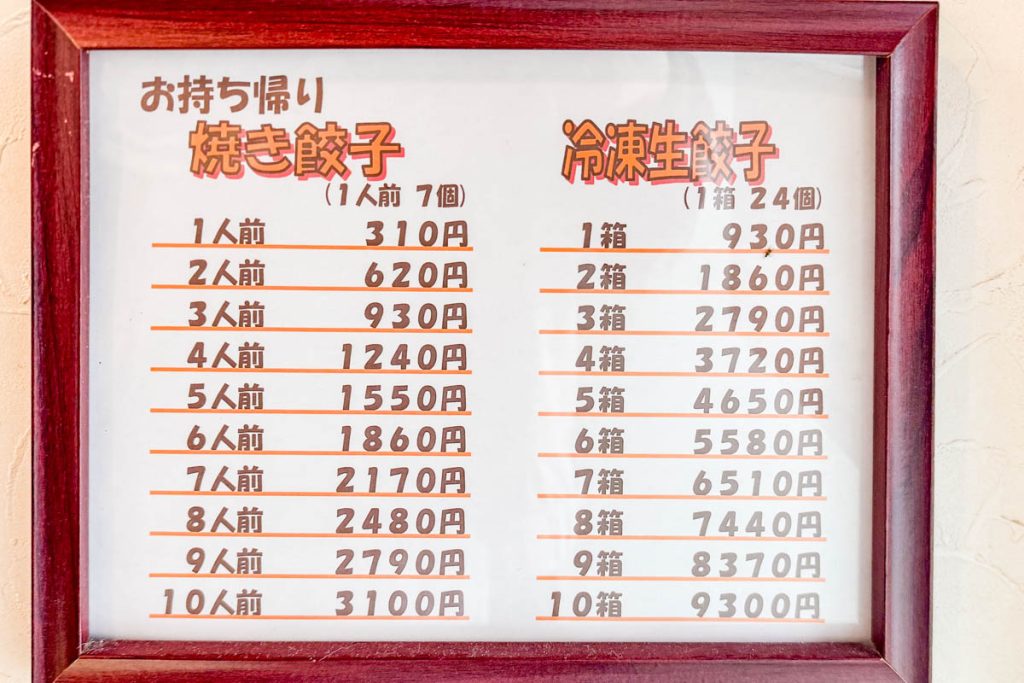 お持ち帰り
焼き餃子
(1人前 7個)
1人前 310円
2人前 620円
3人前 930円
4人前 1240円
5人前 1550円
6人前 1860円
7人前 2170円
8人前 2480円
9人前 2790円
10人前 3100円
冷凍生餃子
(1箱 24個)
1箱 930円
2箱 1860円
3箱 2790円
4箱 3720円
5箱 4650円
6箱 5580円
7箱 6510円
8箱 7440円
9箱 8370円
10箱 9300円